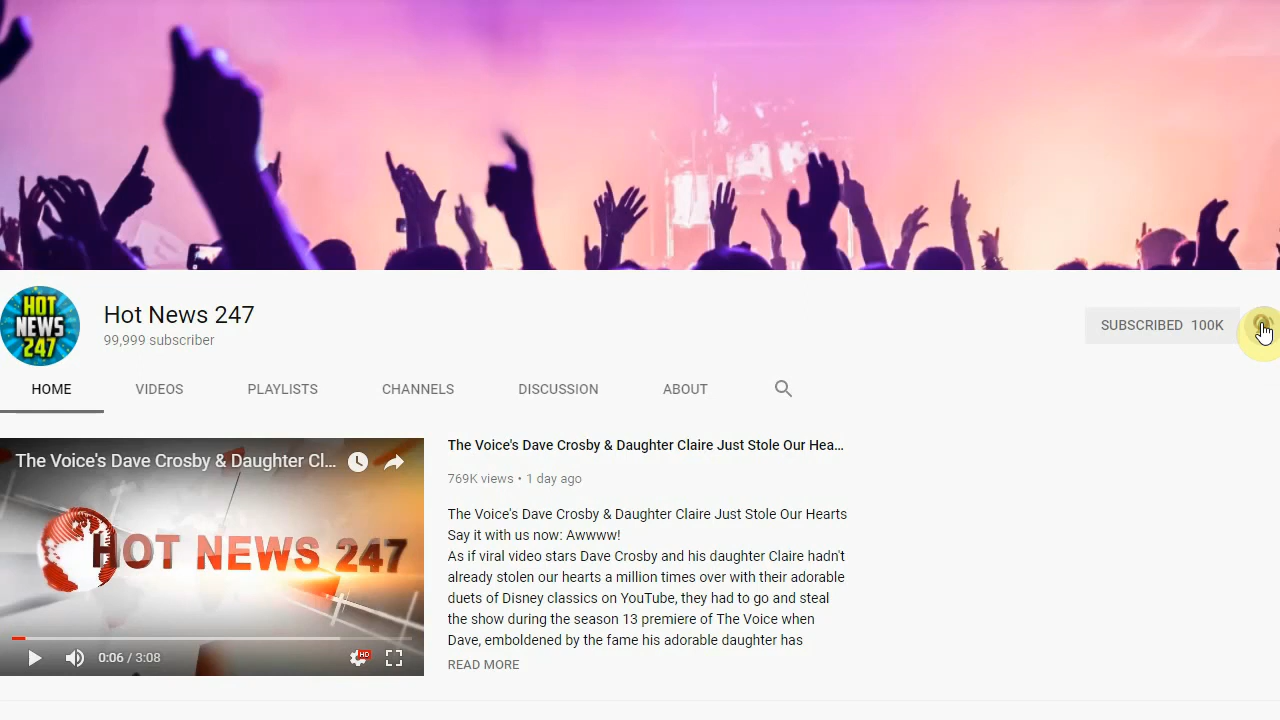 HOT
NEWS
247
Hot News 247
99,999 subscriber
SUBSCRIBED 100K
HOME VIDEOS PLAYLISTS CHANNELS DISCUSSION ABOUT
The Voice's Dave Crosby & Daughter Cl...
HOT NEWS 247
0:06 / 3:08
HD
The Voice's Dave Crosby & Daughter Claire Just Stole Our Hea...
769K views • 1 day ago
The Voice's Dave Crosby & Daughter Claire Just Stole Our Hearts
Say it with us now: Awwww!
As if viral video stars Dave Crosby and his daughter Claire hadn't
already stolen our hearts a million times over with their adorable
duets of Disney classics on YouTube, they had to go and steal
the show during the season 13 premiere of The Voice when
Dave, emboldened by the fame his adorable daughter has
READ MORE